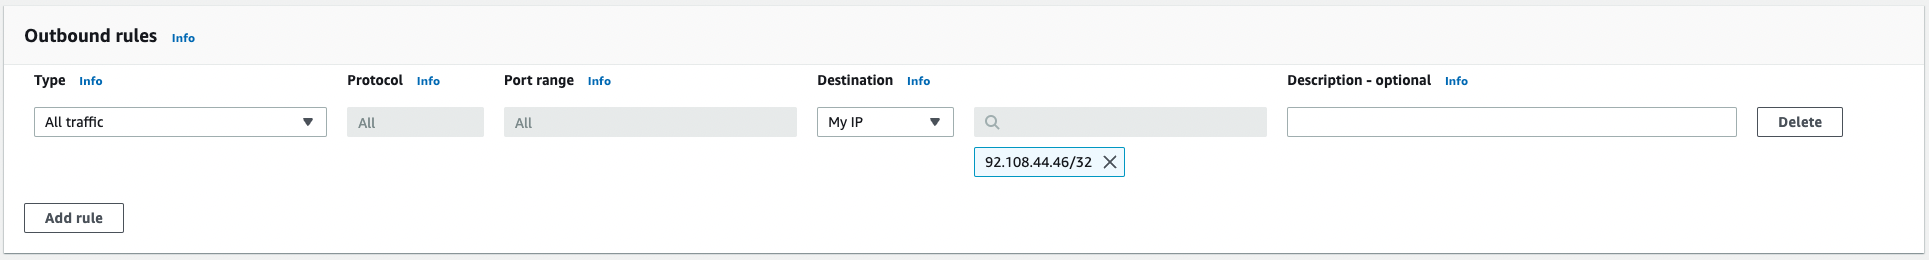 Outbound rules Info
Type Info Protocol Info Port range Info Destination Info Description - optional Info
All traffic All All My IP Delete
92.108.44.46/32
Add rule